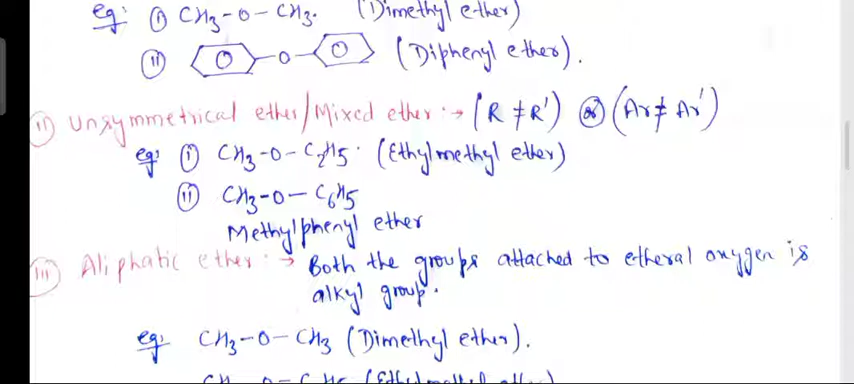 eg: (i) CH3-O-CH3. (Dimethyl ether)
(ii) -O- (Diphenyl ether).
(ii) Unsymmetrical ether/Mixed ether :→ (R ≠ R') or (Ar ≠ Ar')
eg: (i) CH3-O-C2H5. (Ethylmethyl ether)
(ii) CH3-O-C6H5
Methylphenyl ether
(iii) Aliphatic ether :→ Both the groups attached to etheral oxygen is
alkyl group.
eg: CH3-O-CH3 (Dimethyl ether).